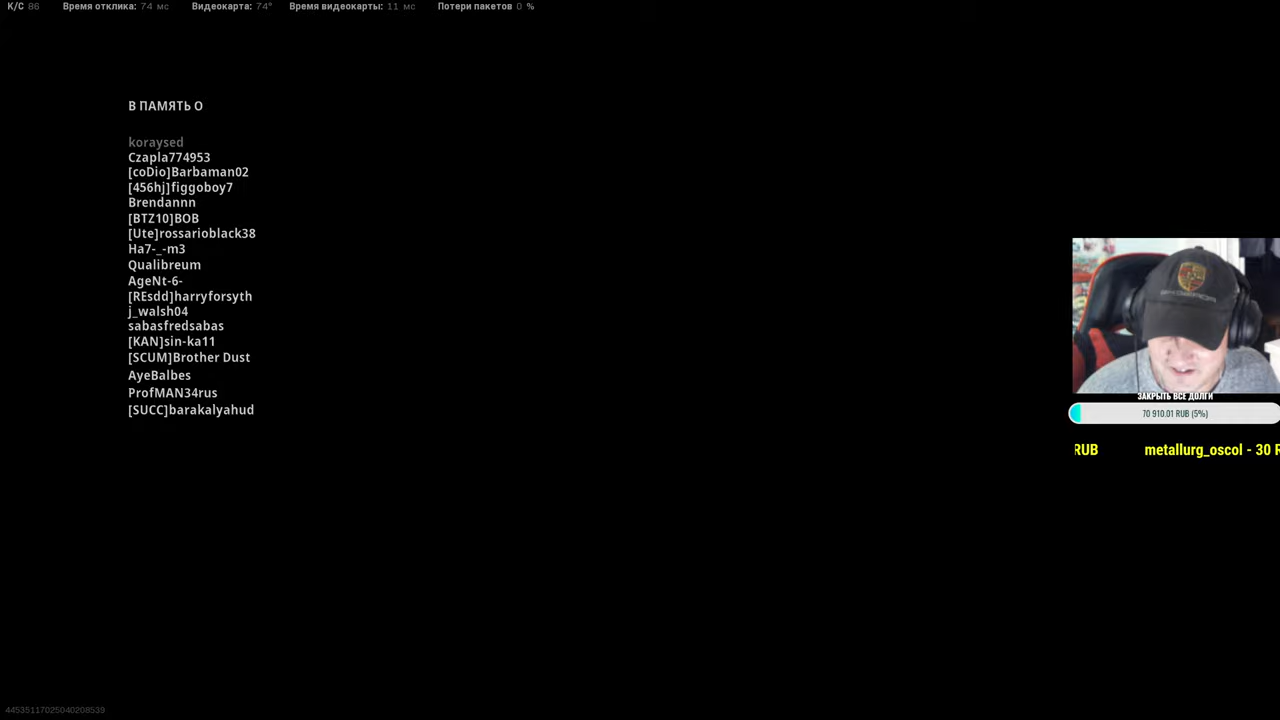 К/С 86 Время отклика: 74 мс Видеокарта: 74° Время видеокарты: 11 мс Потери пакетов 0 %
В ПАМЯТЬ О
koraysed
Czapla774953
[coDio]Barbaman02
[456hj]figgoboy7
Brendannn
[BTZ10]BOB
[Ute]rossarioblack38
Ha7-_-m3
Qualibreum
AgeNt-6-
[REsdd]harryforsyth
j_walsh04
sabasfredsabas
[KAN]sin-ka11
[SCUM]Brother Dust
AyeBalbes
ProfMAN34rus
[SUCC]barakalyahud
ЗАКРЫТЬ ВСЕ ДОЛГИ
70 910.01 RUB (5%)
RUB metallurg_oscol - 30 R
44535117025040208539